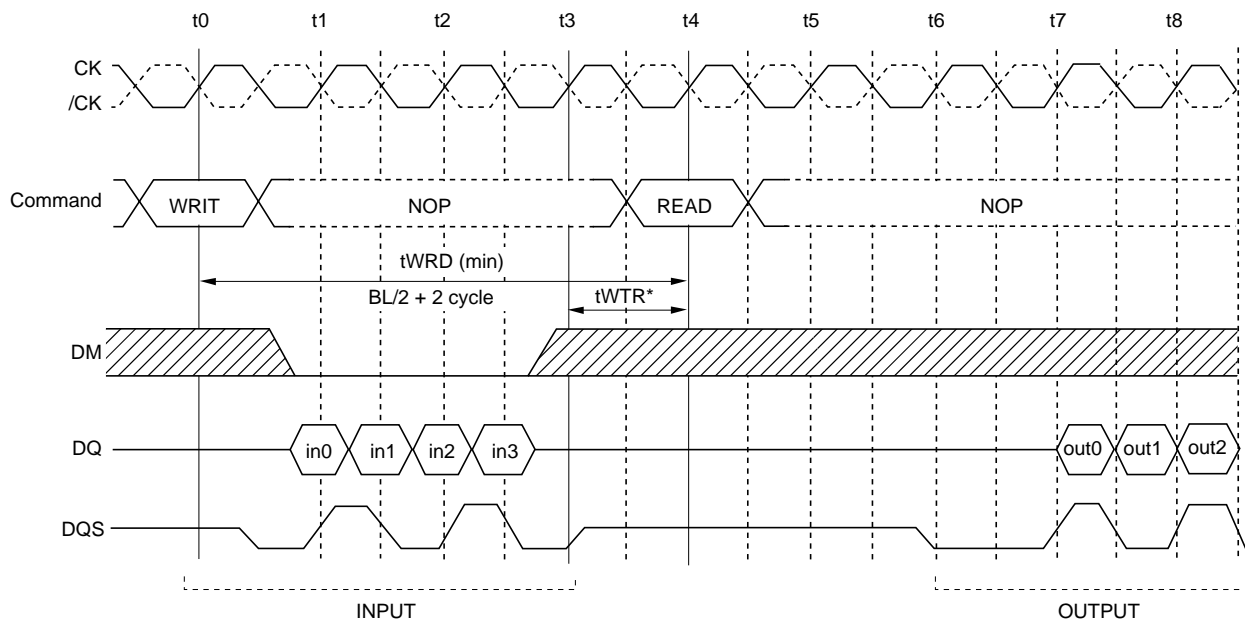 t0 t1 t2 t3 t4 t5 t6 t7 t8
CK
/CK
Command WRIT NOP READ NOP
tWRD (min)
BL/2 + 2 cycle tWTR*
DM
DQ in0 in1 in2 in3 out0 out1 out2
DQS
INPUT OUTPUT